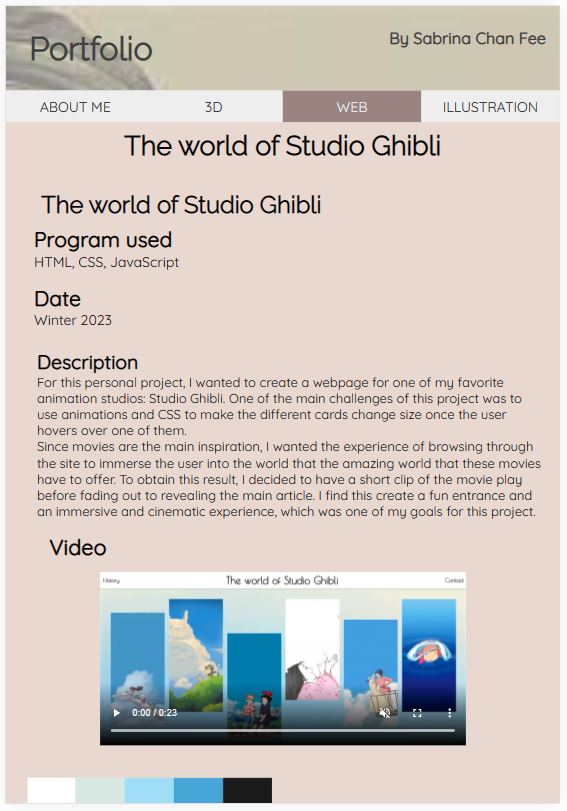 Portfolio
By Sabrina Chan Fee
ABOUT ME
3D
WEB
ILLUSTRATION
The world of Studio Ghibli
The world of Studio Ghibli
Program used
HTML, CSS, JavaScript
Date
Winter 2023
Description
For this personal project, I wanted to create a webpage for one of my favorite
animation studios: Studio Ghibli. One of the main challenges of this project was to
use animations and CSS to make the different cards change size once the user
hovers over one of them.
Since movies are the main inspiration, I wanted the experience of browsing through
the site to immerse the user into the world that the amazing world that these movies
have to offer. To obtain this result, I decided to have a short clip of the movie play
before fading out to revealing the main article. I find this create a fun entrance and
an immersive and cinematic experience, which was one of my goals for this project.
Video
History
The world of Studio Ghibli
Contact
0:00 / 0:23